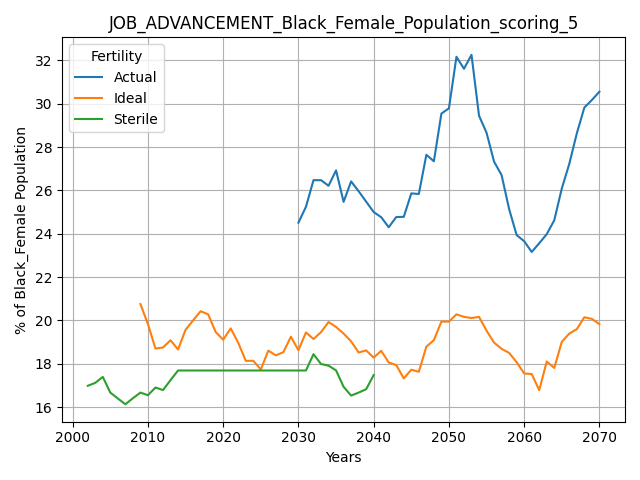 JOB_ADVANCEMENT_Black_Female_Population_scoring_5
Fertility
Actual
Ideal
Sterile
% of Black_Female Population
32
30
28
26
24
22
20
18
16
2000 2010 2020 2030 2040 2050 2060 2070
Years